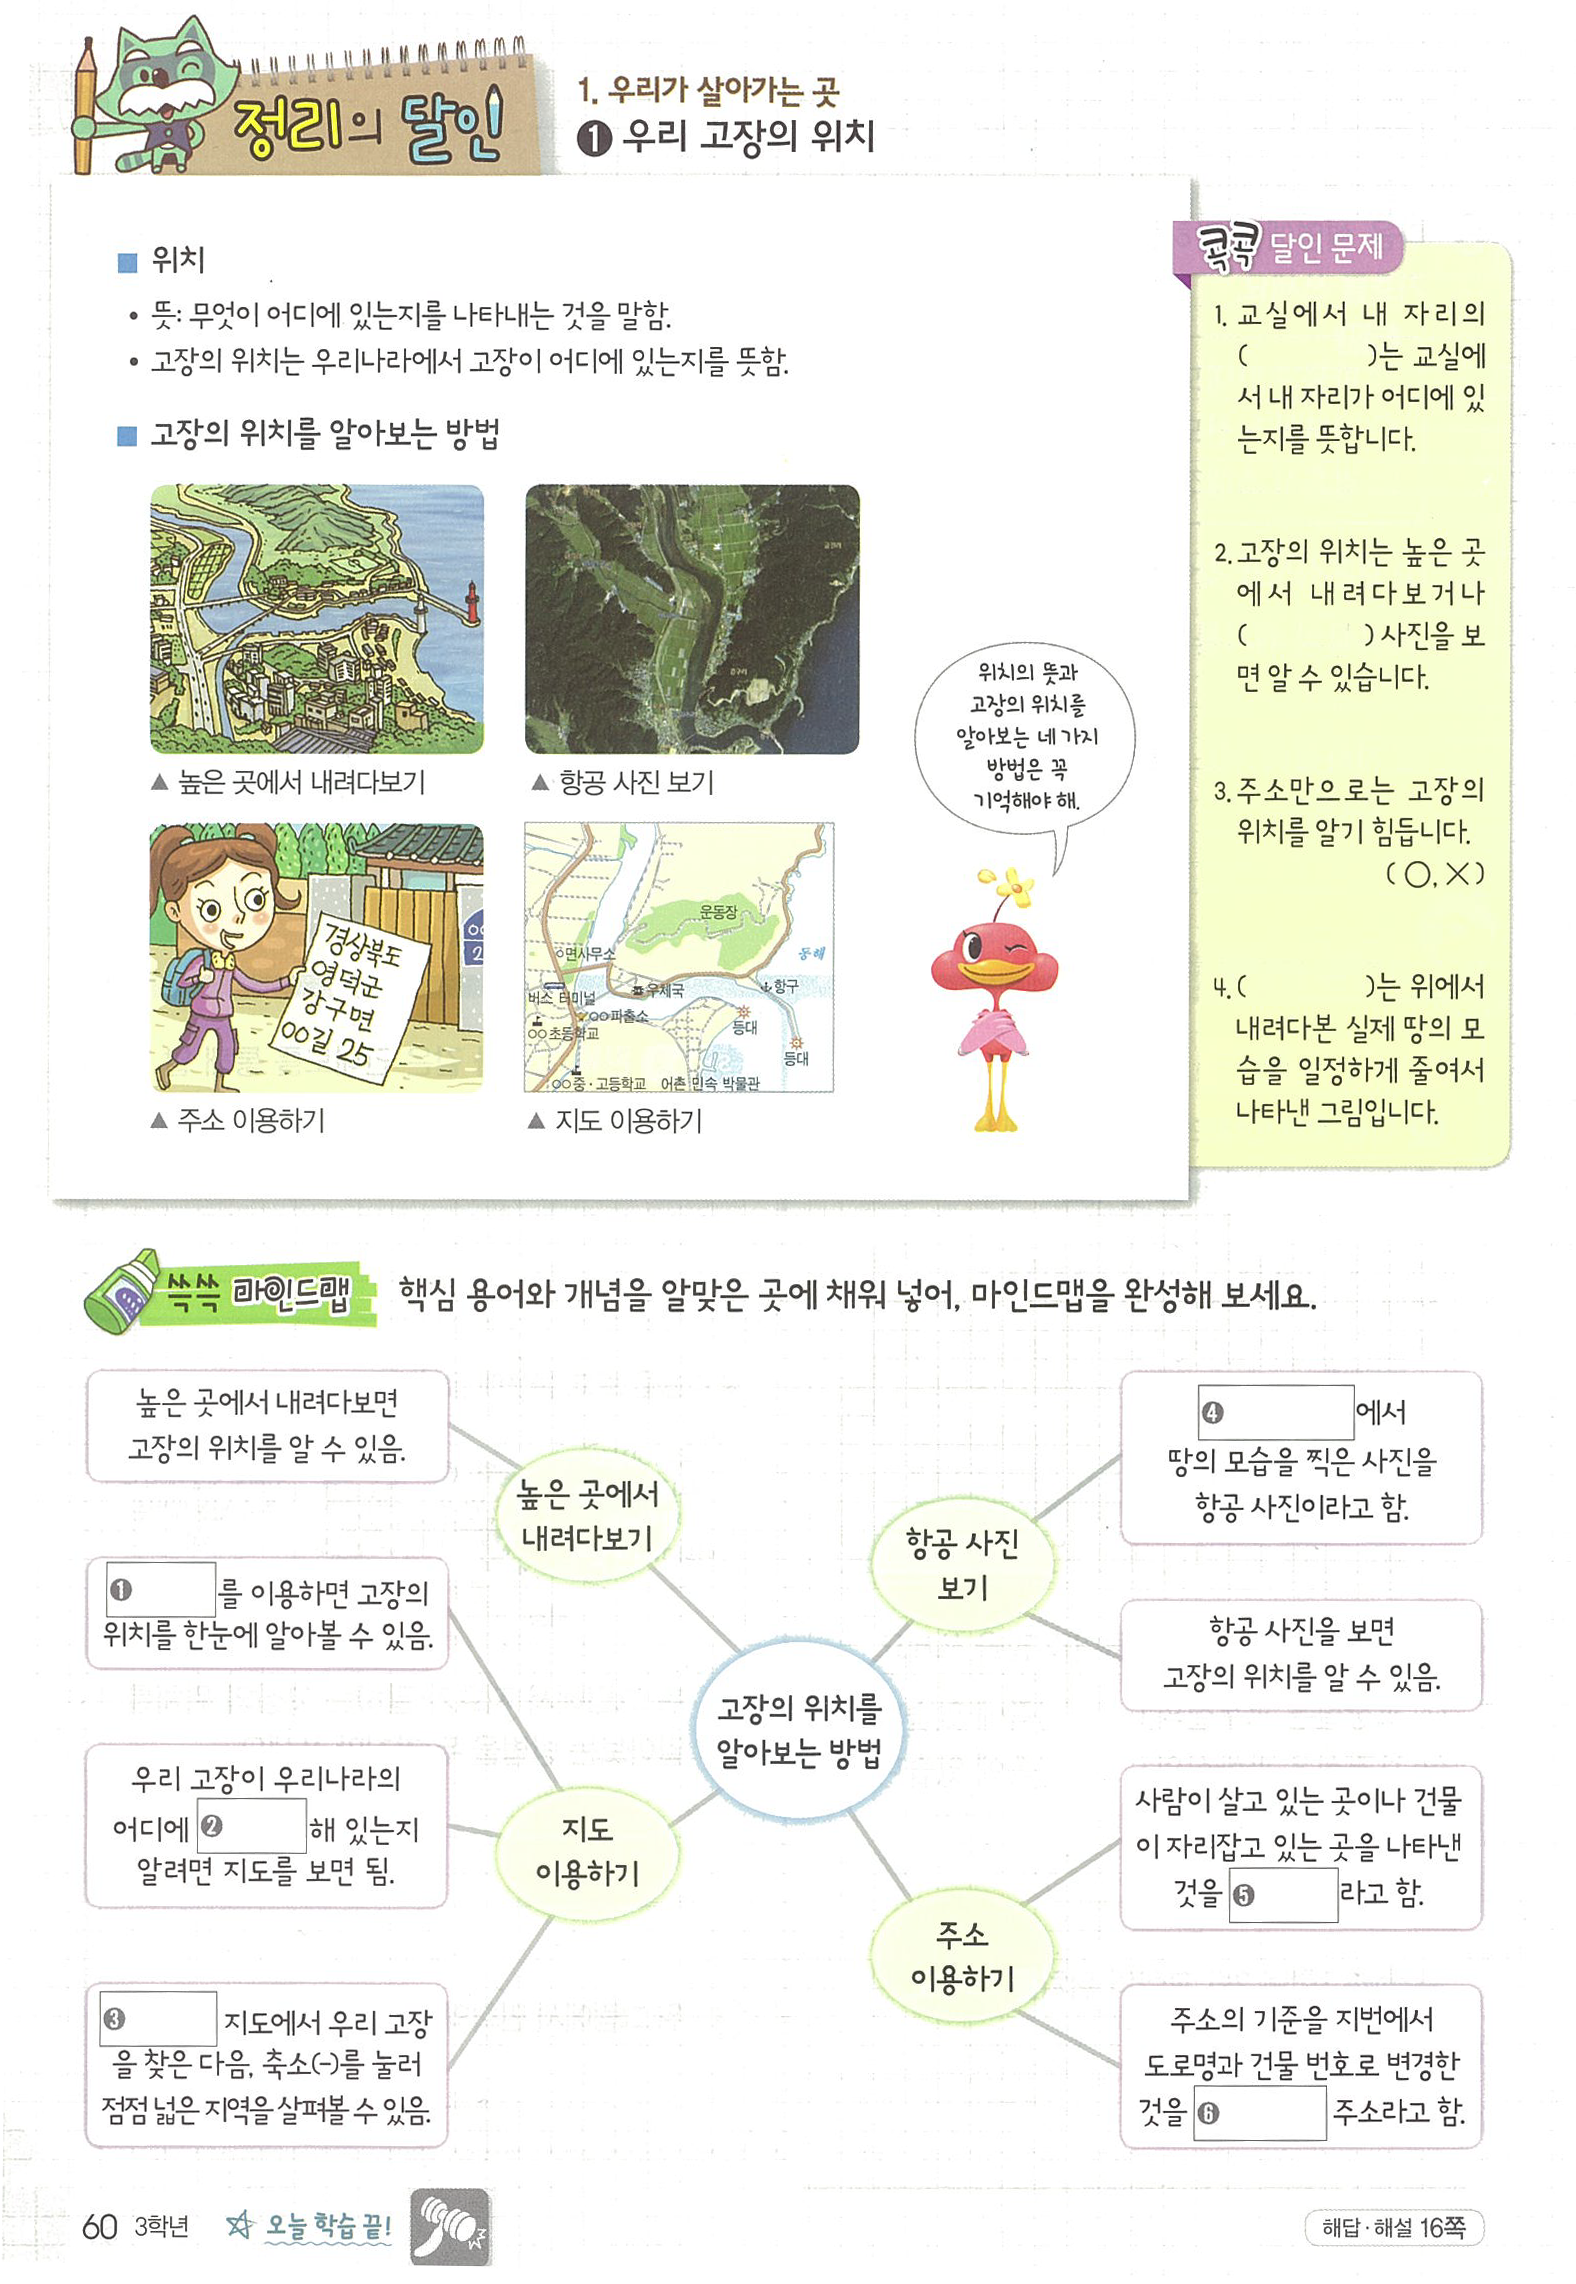 정리의 달인
1. 우리가 살아가는 곳
❶ 우리 고장의 위치
■ 위치
• 뜻: 무엇이 어디에 있는지를 나타내는 것을 말함.
• 고장의 위치는 우리나라에서 고장이 어디에 있는지를 뜻함.
■ 고장의 위치를 알아보는 방법
▲ 높은 곳에서 내려다보기
▲ 항공 사진 보기
경상북도
영덕군
강구면
○○길 25
▲ 주소 이용하기
운동장
동해
면사무소
우체국
항구
버스 터미널
○○파출소
등대
○○초등학교
등대
○○중·고등학교
어촌 민속 박물관
▲ 지도 이용하기
위치의 뜻과
고장의 위치를
알아보는 네 가지
방법은 꼭
기억해야 해.
콕콕 달인 문제
1. 교실에서 내 자리의
( )는 교실에
서 내 자리가 어디에 있
는지를 뜻합니다.
2. 고장의 위치는 높은 곳
에서 내려다보거나
( ) 사진을 보
면 알 수 있습니다.
3. 주소만으로는 고장의
위치를 알기 힘듭니다.
( ○, × )
4. ( )는 위에서
내려다본 실제 땅의 모
습을 일정하게 줄여서
나타낸 그림입니다.
쓱쓱 마인드맵
핵심 용어와 개념을 알맞은 곳에 채워 넣어, 마인드맵을 완성해 보세요.
높은 곳에서 내려다보면
고장의 위치를 알 수 있음.
높은 곳에서
내려다보기
❶ 를 이용하면 고장의
위치를 한눈에 알아볼 수 있음.
우리 고장이 우리나라의
어디에 ❷ 해 있는지
알려면 지도를 보면 됨.
❸ 지도에서 우리 고장
을 찾은 다음, 축소(-)를 눌러
점점 넓은 지역을 살펴볼 수 있음.
지도
이용하기
고장의 위치를
알아보는 방법
항공 사진
보기
❹ 에서
땅의 모습을 찍은 사진을
항공 사진이라고 함.
항공 사진을 보면
고장의 위치를 알 수 있음.
주소
이용하기
사람이 살고 있는 곳이나 건물
이 자리잡고 있는 곳을 나타낸
것을 ❺ 라고 함.
주소의 기준을 지번에서
도로명과 건물 번호로 변경한
것을 ❻ 주소라고 함.
60 3학년
오늘 학습 끝!
해답·해설 16쪽